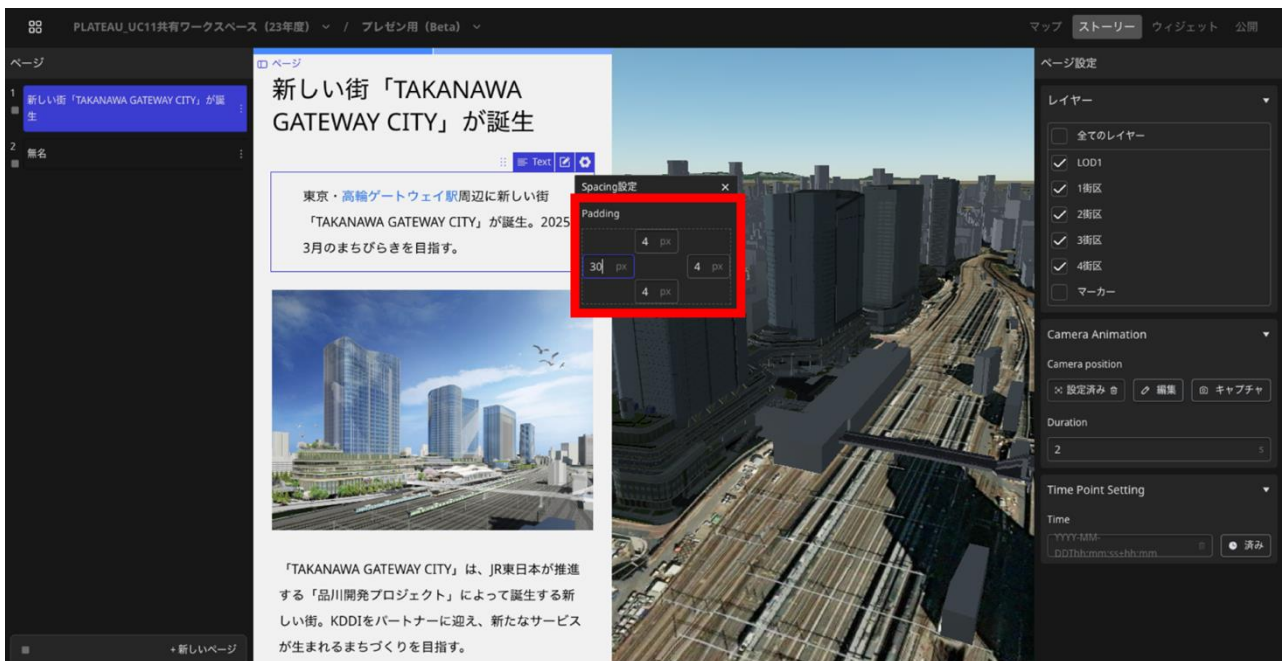 PLATEAU_UC11共有ワークスペース（23年度） / プレゼン用（Beta）
マップ ストーリー ウィジェット 公開
ページ
1
新しい街「TAKANAWA GATEWAY CITY」が誕
生
2
無名
+新しいページ
ページ
新しい街「TAKANAWA
GATEWAY CITY」が誕生
Text
東京・高輪ゲートウェイ駅周辺に新しい街
「TAKANAWA GATEWAY CITY」が誕生。2025
3月のまちびらきを目指す。
「TAKANAWA GATEWAY CITY」は、JR東日本が推進
する「品川開発プロジェクト」によって誕生する新
しい街。KDDIをパートナーに迎え、新たなサービス
が生まれるまちづくりを目指す。
Spacing設定
Padding
4 px
30 px
4 px
4 px
ページ設定
レイヤー
全てのレイヤー
LOD1
1街区
2街区
3街区
4街区
マーカー
Camera Animation
Camera position
設定済み 編集 キャプチャ
Duration
2 s
Time Point Setting
Time
YYYY-MM-
DDThh:mm:ss±hh:mm
済み